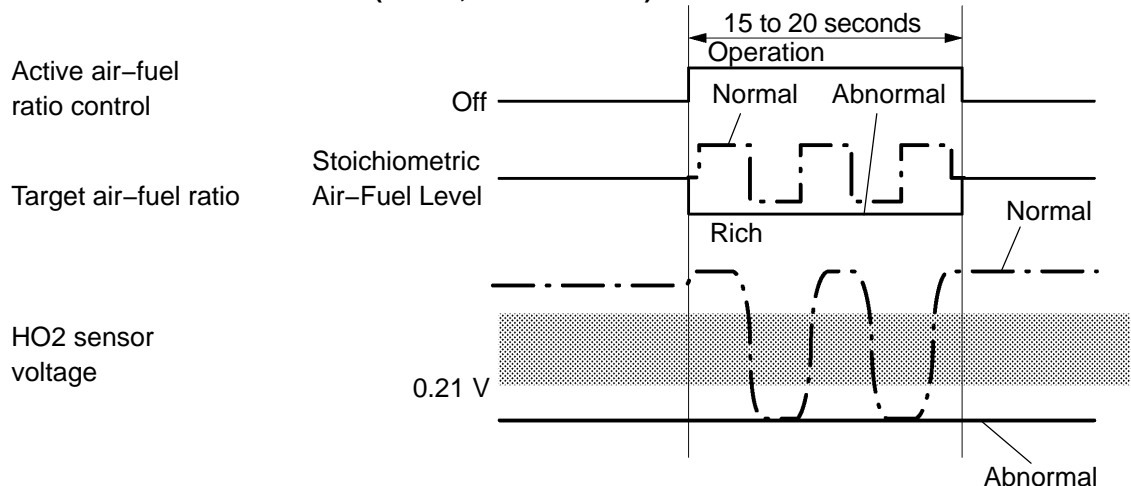 15 to 20 seconds
Operation
Active air−fuel
ratio control
Off
Normal
Abnormal
Stoichiometric
Air−Fuel Level
Target air−fuel ratio
Rich
Normal
HO2 sensor
voltage
0.21 V
Abnormal